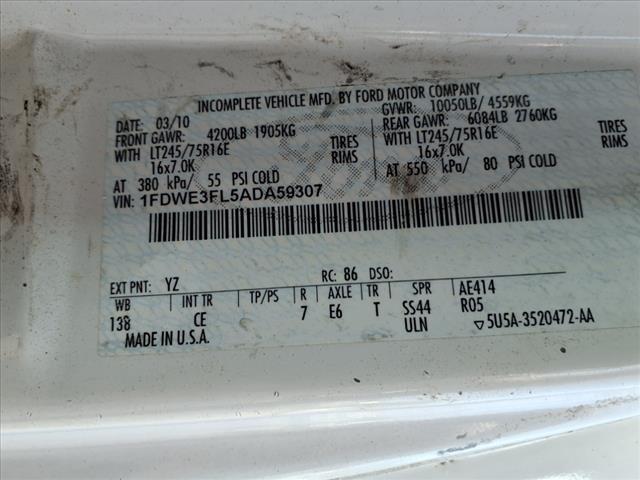 INCOMPLETE VEHICLE MFD. BY FORD MOTOR COMPANY
DATE: 03/10 GVWR: 10050LB/ 4559KG
FRONT GAWR: 4200LB 1905KG REAR GAWR: 6084LB 2760KG
WITH LT245/75R16E TIRES WITH LT245/75R16E TIRES
16x7.0K RIMS 16x7.0K RIMS
AT 380 kPa/ 55 PSI COLD AT 550 kPa/ 80 PSI COLD
VIN: 1FDWE3FL5ADA59307
EXT PNT: YZ RC: 86 DSO:
WB INT TR TP/PS R AXLE TR SPR AE414
138 CE 7 E6 T SS44 R05
ULN
MADE IN U.S.A. ▽5U5A-3520472-AA